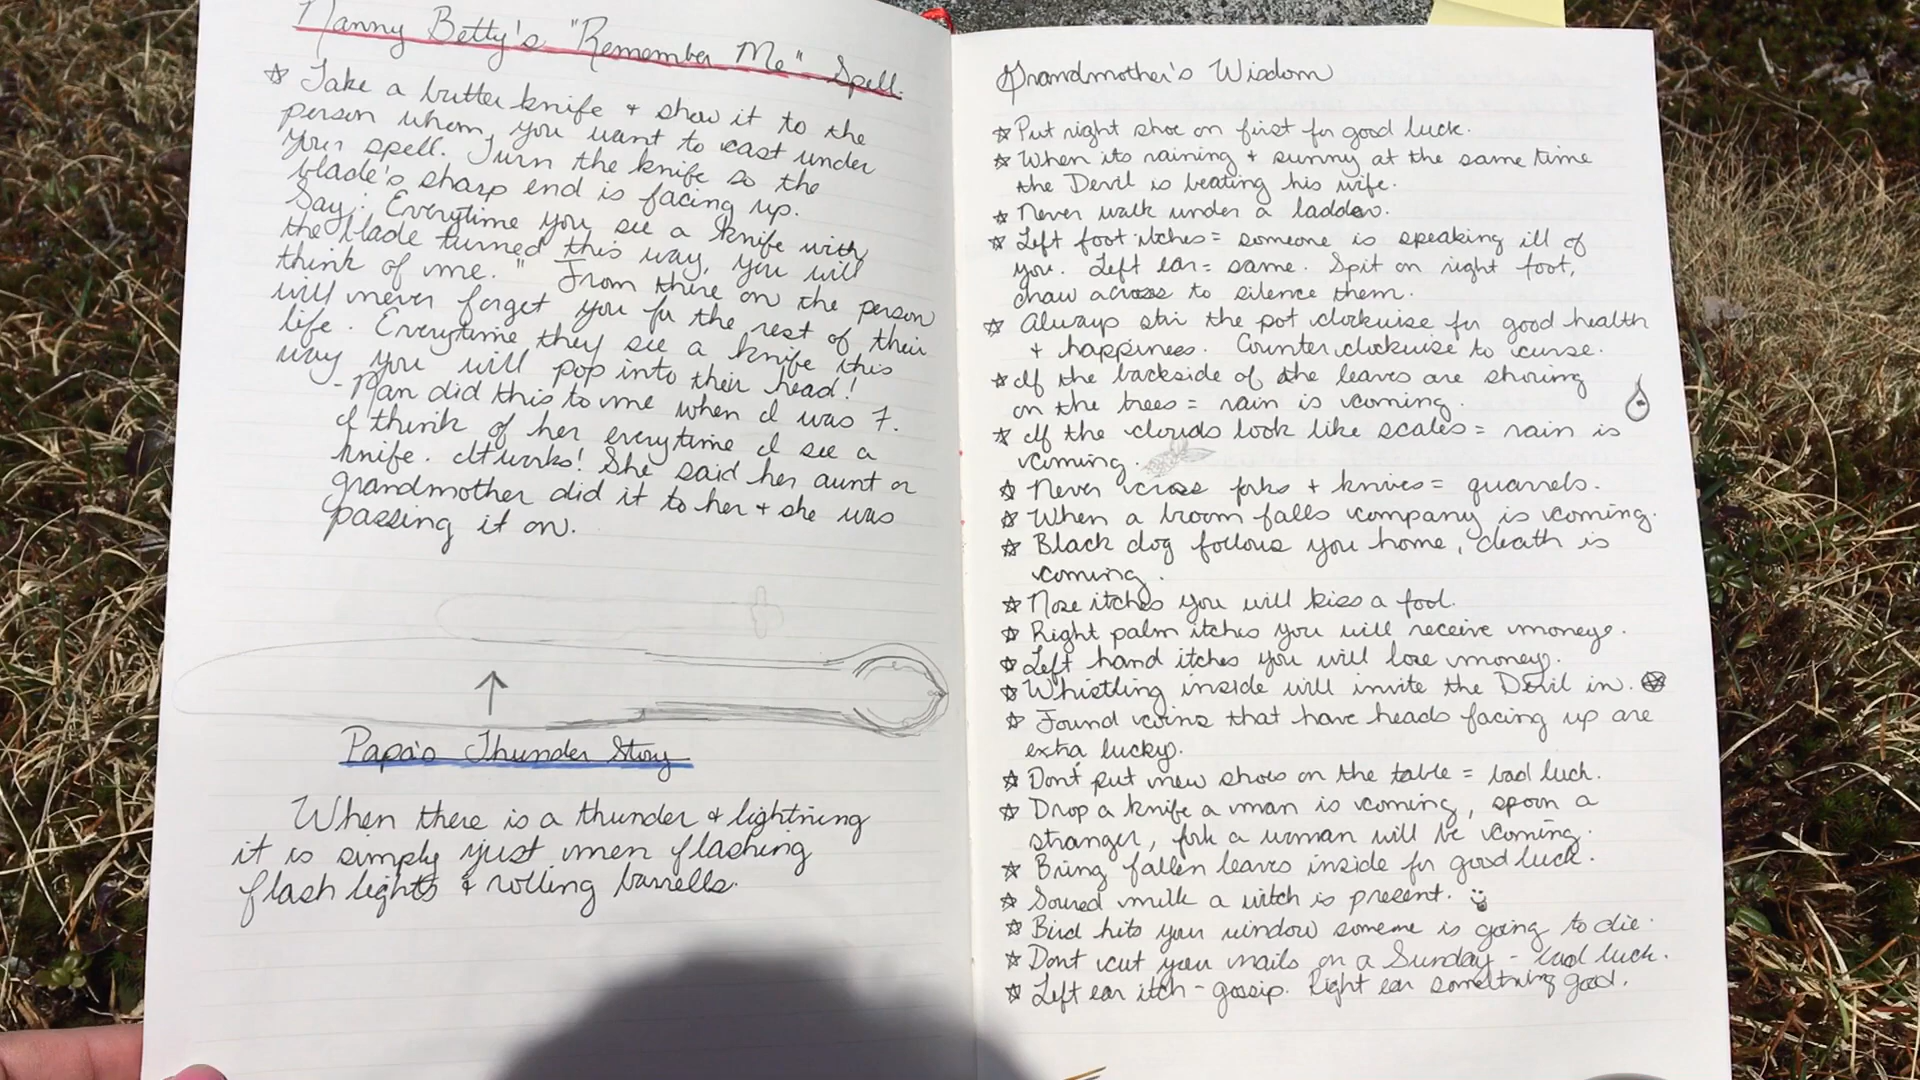 Nanny Betty's "Remember Me" Spell.
☆ Take a butter knife + show it to the
person whom you want to cast under
your spell. Turn the knife so the
blade's sharp end is facing up.
Say: Everytime you see a knife with
the blade turned this way, you will
think of me." From there on the person
will never forget you for the rest of their
life. Everytime they see a knife this
way you will pop into their head!
- Nan did this to me when I was 7.
I think of her everytime I see a
knife. It works! She said her aunt or
grandmother did it to her + she was
passing it on.
Papa's Thunder Story
When there is a thunder & lightning
it is simply just men flashing
flash lights & rolling barrells.
Grandmother's Wisdom
☆ Put right shoe on first for good luck.
☆ When its raining + sunny at the same time
the Devil is beating his wife.
☆ Never walk under a ladder.
☆ Left foot itches = someone is speaking ill of
you. Left ear = same. Spit on right foot,
draw across to silence them.
☆ Always stir the pot clockwise for good health
+ happiness. Counter clockwise to curse.
☆ If the backside of the leaves are showing
on the trees = rain is coming.
☆ If the clouds look like scales = rain is
coming.
☆ Never cross forks + knives = quarrels.
☆ When a broom falls company is coming.
☆ Black dog follows you home, death is
coming.
☆ Nose itches you will kiss a fool.
☆ Right palm itches you will receive money.
☆ Left hand itches you will lose money.
☆ Whistling inside will invite the Devil in.
☆ Found coins that have heads facing up are
extra lucky.
☆ Don't put new shoes on the table = bad luck.
☆ Drop a knife a man is coming, spoon a
stranger, fork a woman will be coming.
☆ Bring fallen leaves inside for good luck.
☆ Soured milk a witch is present.
☆ Bird hits your window someone is going to die.
☆ Dont cut your nails on a Sunday - bad luck.
☆ Left ear itch - gossip. Right ear something good.